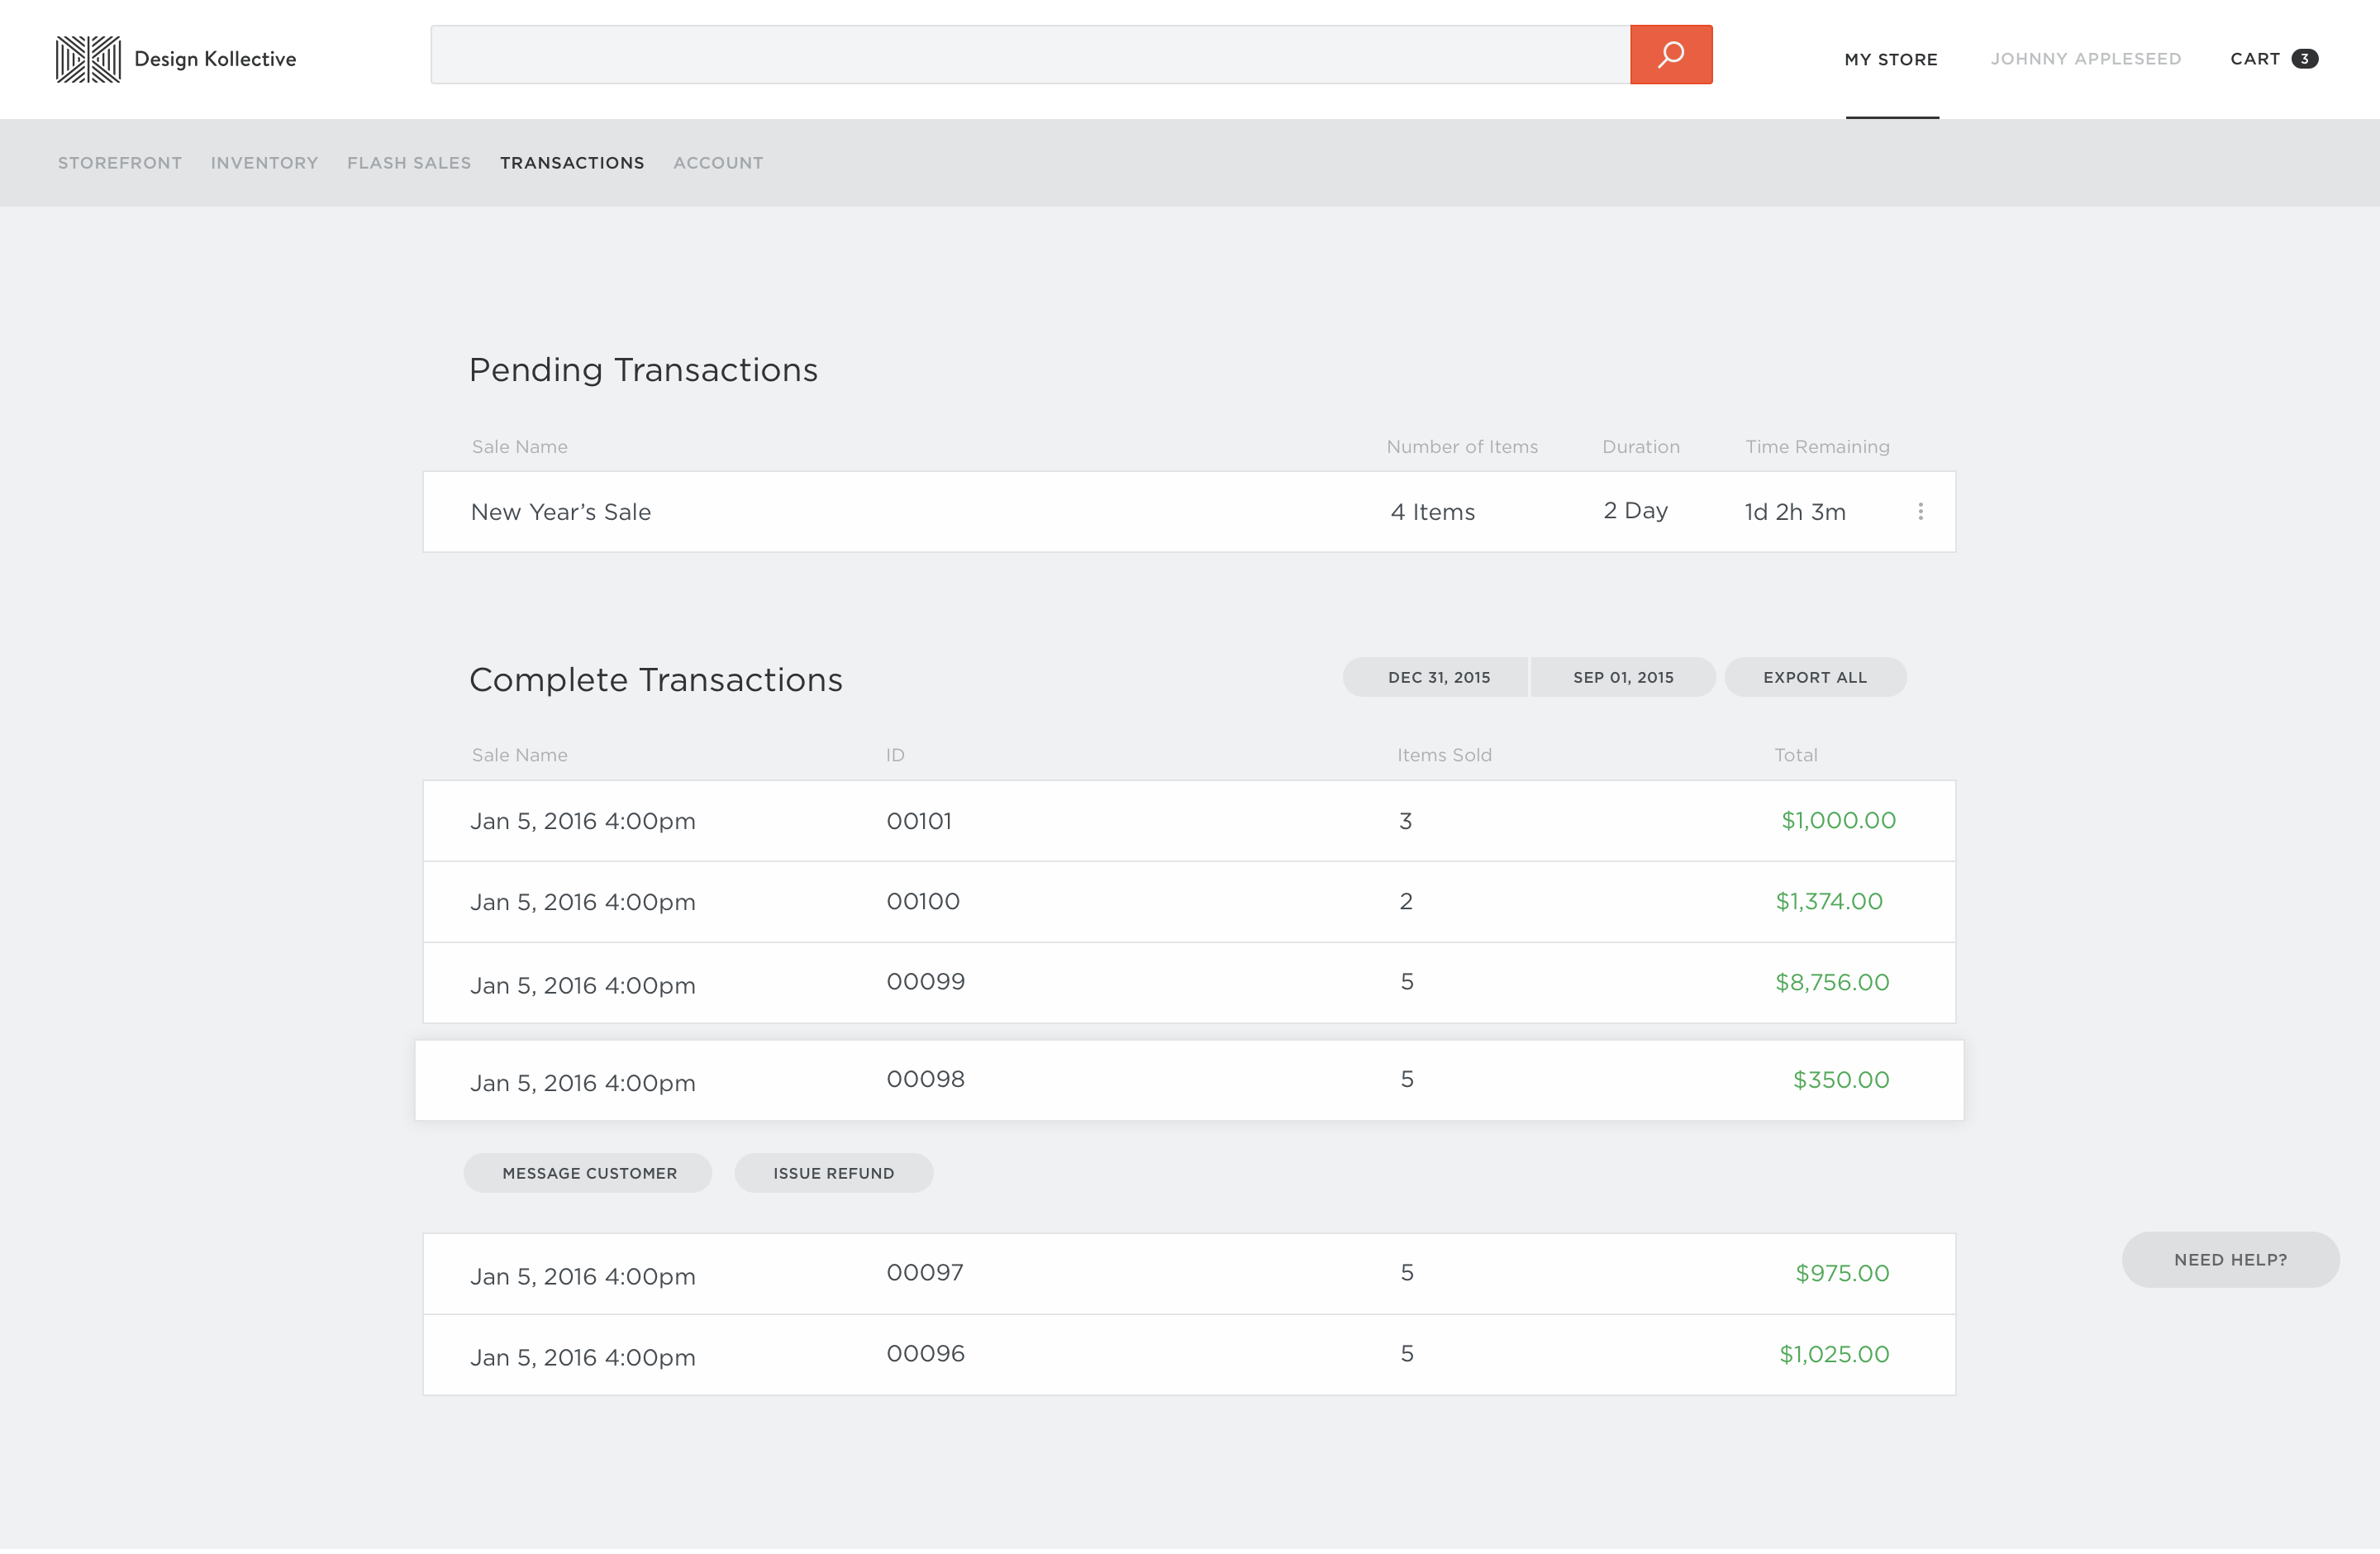 Design Kollective
MY STORE JOHNNY APPLESEED CART 3
STOREFRONT INVENTORY FLASH SALES TRANSACTIONS ACCOUNT
Pending Transactions
Sale Name Number of Items Duration Time Remaining
New Year’s Sale 4 Items 2 Day 1d 2h 3m
Complete Transactions DEC 31, 2015 SEP 01, 2015 EXPORT ALL
Sale Name ID Items Sold Total
Jan 5, 2016 4:00pm 00101 3 $1,000.00
Jan 5, 2016 4:00pm 00100 2 $1,374.00
Jan 5, 2016 4:00pm 00099 5 $8,756.00
Jan 5, 2016 4:00pm 00098 5 $350.00
MESSAGE CUSTOMER ISSUE REFUND
Jan 5, 2016 4:00pm 00097 5 $975.00
NEED HELP?
Jan 5, 2016 4:00pm 00096 5 $1,025.00